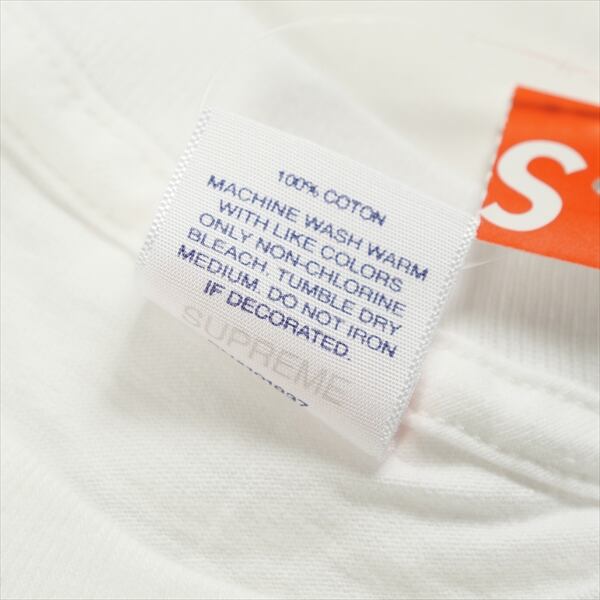 100% COTON
MACHINE WASH WARM
WITH LIKE COLORS
ONLY NON-CHLORINE
BLEACH. TUMBLE DRY
MEDIUM. DO NOT IRON
IF DECORATED.
SUPREME
S